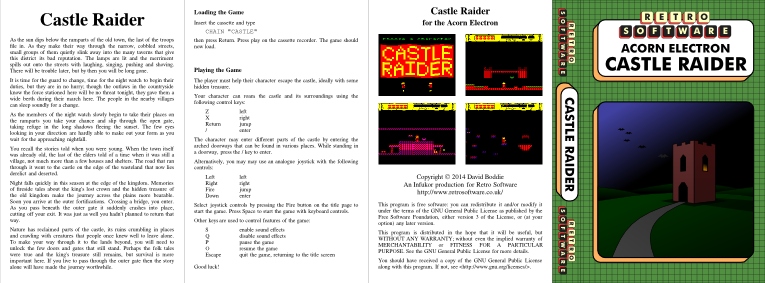 Castle Raider
As the sun dips below the ramparts of the old town, the last of the troops
file in. As they make their way through the narrow, cobbled streets,
small groups of them quietly slink away into the many taverns that give
this district its bad reputation. The lamps are lit and the merriment
spills out onto the streets with laughing, singing, pushing and shoving.
There will be trouble later, but by then you will be long gone.
It is time for the guard to change, time for the night watch to begin their
duties, but they are in no hurry; though the outlaws in the countryside
know the force stationed here will be no threat tonight, they gave them a
wide berth during their march here. The people in the nearby villages
can sleep soundly for a change.
As the members of the night watch slowly begin to take their places on
the ramparts you take your chance and slip through the open gate,
taking refuge in the long shadows fleeing the sunset. The few eyes
looking in your direction are hardly able to make out your form as you
wait for the approaching nightfall.
You recall the stories told when you were young. When the town itself
was already old, the last of the elders told of a time when it was still a
village, not much more than a few houses and shelters. The road that ran
through it went to the castle on the edge of the wasteland that now lies
derelict and deserted.
Night falls quickly in this season at the edge of the kingdom. Memories
of fireside tales about the king's lost crown and the hidden treasure of
the old kingdom make the journey across the plains more bearable.
Soon you arrive at the outer fortifications. Crossing a bridge, you enter.
As you pass beneath the outer gate it suddenly crashes into place,
cutting off your exit. It was just as well you hadn't planned to return that
way.
Nature has reclaimed parts of the castle, its ruins crumbling in places
and crawling with creatures that people once knew well to leave alone.
To make your way through it to the lands beyond, you will need to
unlock the few doors and gates that still stand. Perhaps the folk tales
were true and the king's treasure still remains, but survival is more
important here. If you live to pass through the outer gate then the story
alone will have made the journey worthwhile.
Loading the Game
Insert the cassette and type
CHAIN "CASTLE"
then press Return. Press play on the cassette recorder. The game should
now load.
Playing the Game
The player must help their character escape the castle, ideally with some
hidden treasure.
Your character can roam the castle and its surroundings using the
following control keys:
Z left
X right
Return jump
/ enter
The character may enter different parts of the castle by entering the
arched doorways that can be found in various places. While standing in
a doorway, press the / key to enter.
Alternatively, you may may use an analogue joystick with the following
controls:
Left left
Right right
Fire jump
Down enter
Select joystick controls by pressing the Fire button on the title page to
start the game. Press Space to start the game with keyboard controls.
Other keys are used to control features of the game:
S enable sound effects
Q disable sound effects
P pause the game
O resume the game
Escape quit the game, returning to the title screen
Good luck!
Castle Raider
for the Acorn Electron
CASTLE
RAIDER
Copyright © 2014 David Boddie
An Infukor production for Retro Software
http://www.retrosoftware.co.uk/
This program is free software: you can redistribute it and/or modify it
under the terms of the GNU General Public License as published by the
Free Software Foundation, either version 3 of the License, or (at your
option) any later version.
This program is distributed in the hope that it will be useful, but
WITHOUT ANY WARRANTY; without even the implied warranty of
MERCHANTABILITY or FITNESS FOR A PARTICULAR
PURPOSE. See the GNU General Public License for more details.
You should have received a copy of the GNU General Public License
along with this program. If not, see <http://www.gnu.org/licenses/>.
RETRO
SOFTWARE
CASTLE RAIDER
RETRO
SOFTWARE
RETRO
SOFTWARE
ACORN ELECTRON
CASTLE RAIDER